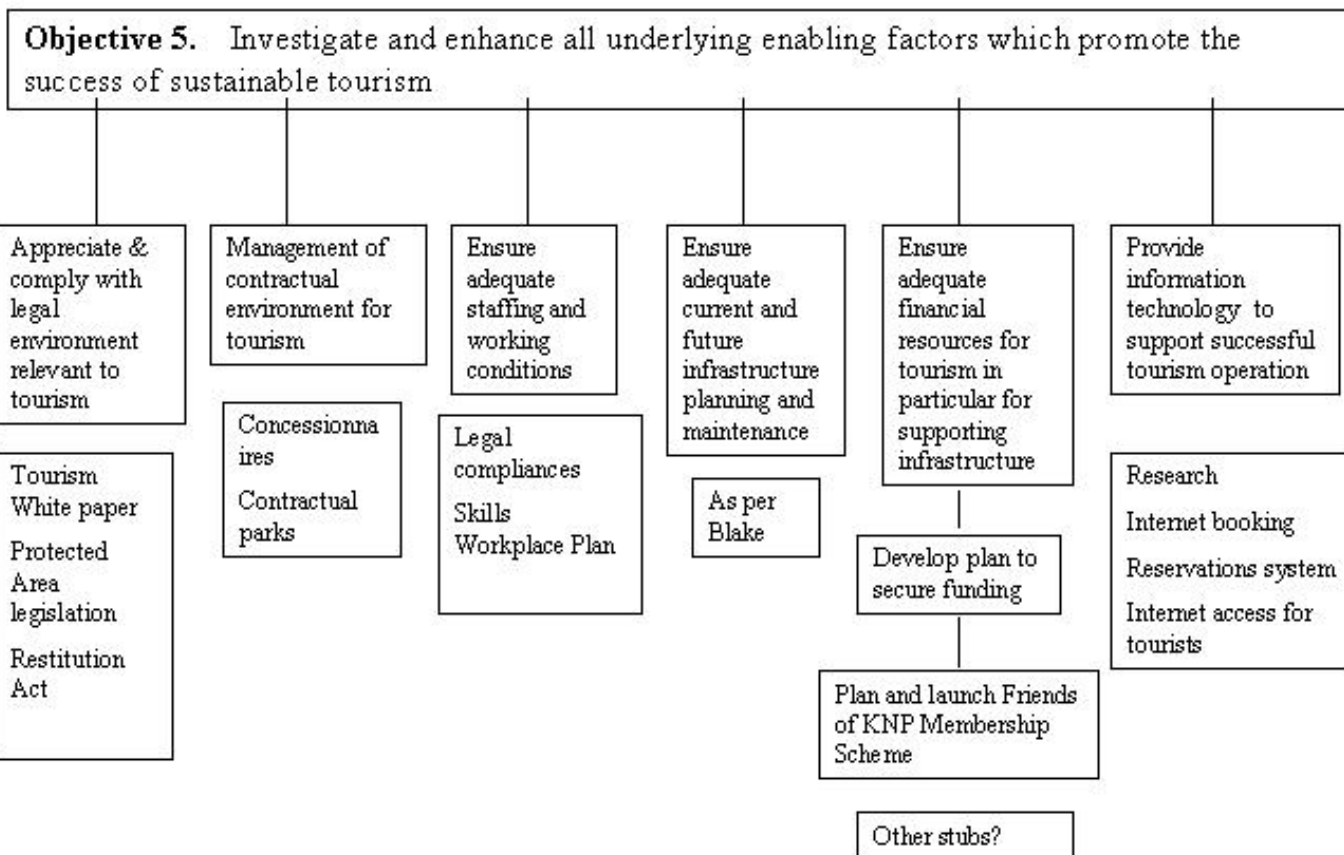 Objective 5. Investigate and enhance all underlying enabling factors which promote the
success of sustainable tourism
Appreciate &
comply with
legal
environment
relevant to
tourism
Tourism
White paper
Protected
Area
legislation
Restitution
Act
Management of
contractual
environment for
tourism
Concessionna
ires
Contractual
parks
Ensure
adequate
staffing and
working
conditions
Legal
compliances
Skills
Workplace Plan
Ensure
adequate
current and
future
infrastructure
planning and
maintenance
As per
Blake
Ensure
adequate
financial
resources for
tourism in
particular for
supporting
infrastructure
Develop plan to
secure funding
Plan and launch Friends
of KNP Membership
Scheme
Other stubs?
Provide
information
technology to
support successful
tourism operation
Research
Internet booking
Reservations system
Internet access for
tourists